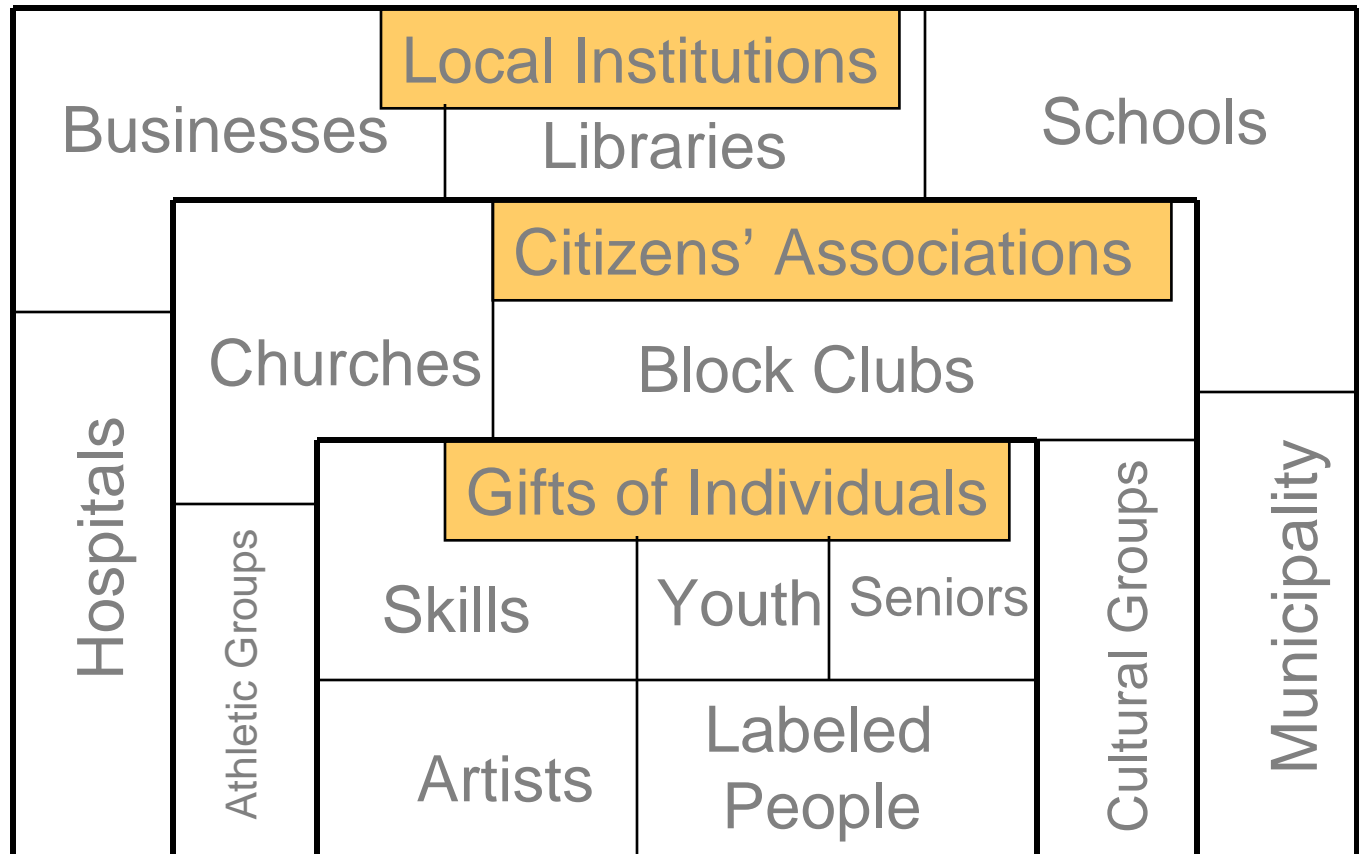 Local Institutions
Businesses
Libraries
Schools
Citizens’ Associations
Churches
Block Clubs
Hospitals
Gifts of Individuals
Municipality
Athletic Groups
Skills
Youth
Seniors
Cultural Groups
Artists
Labeled
People